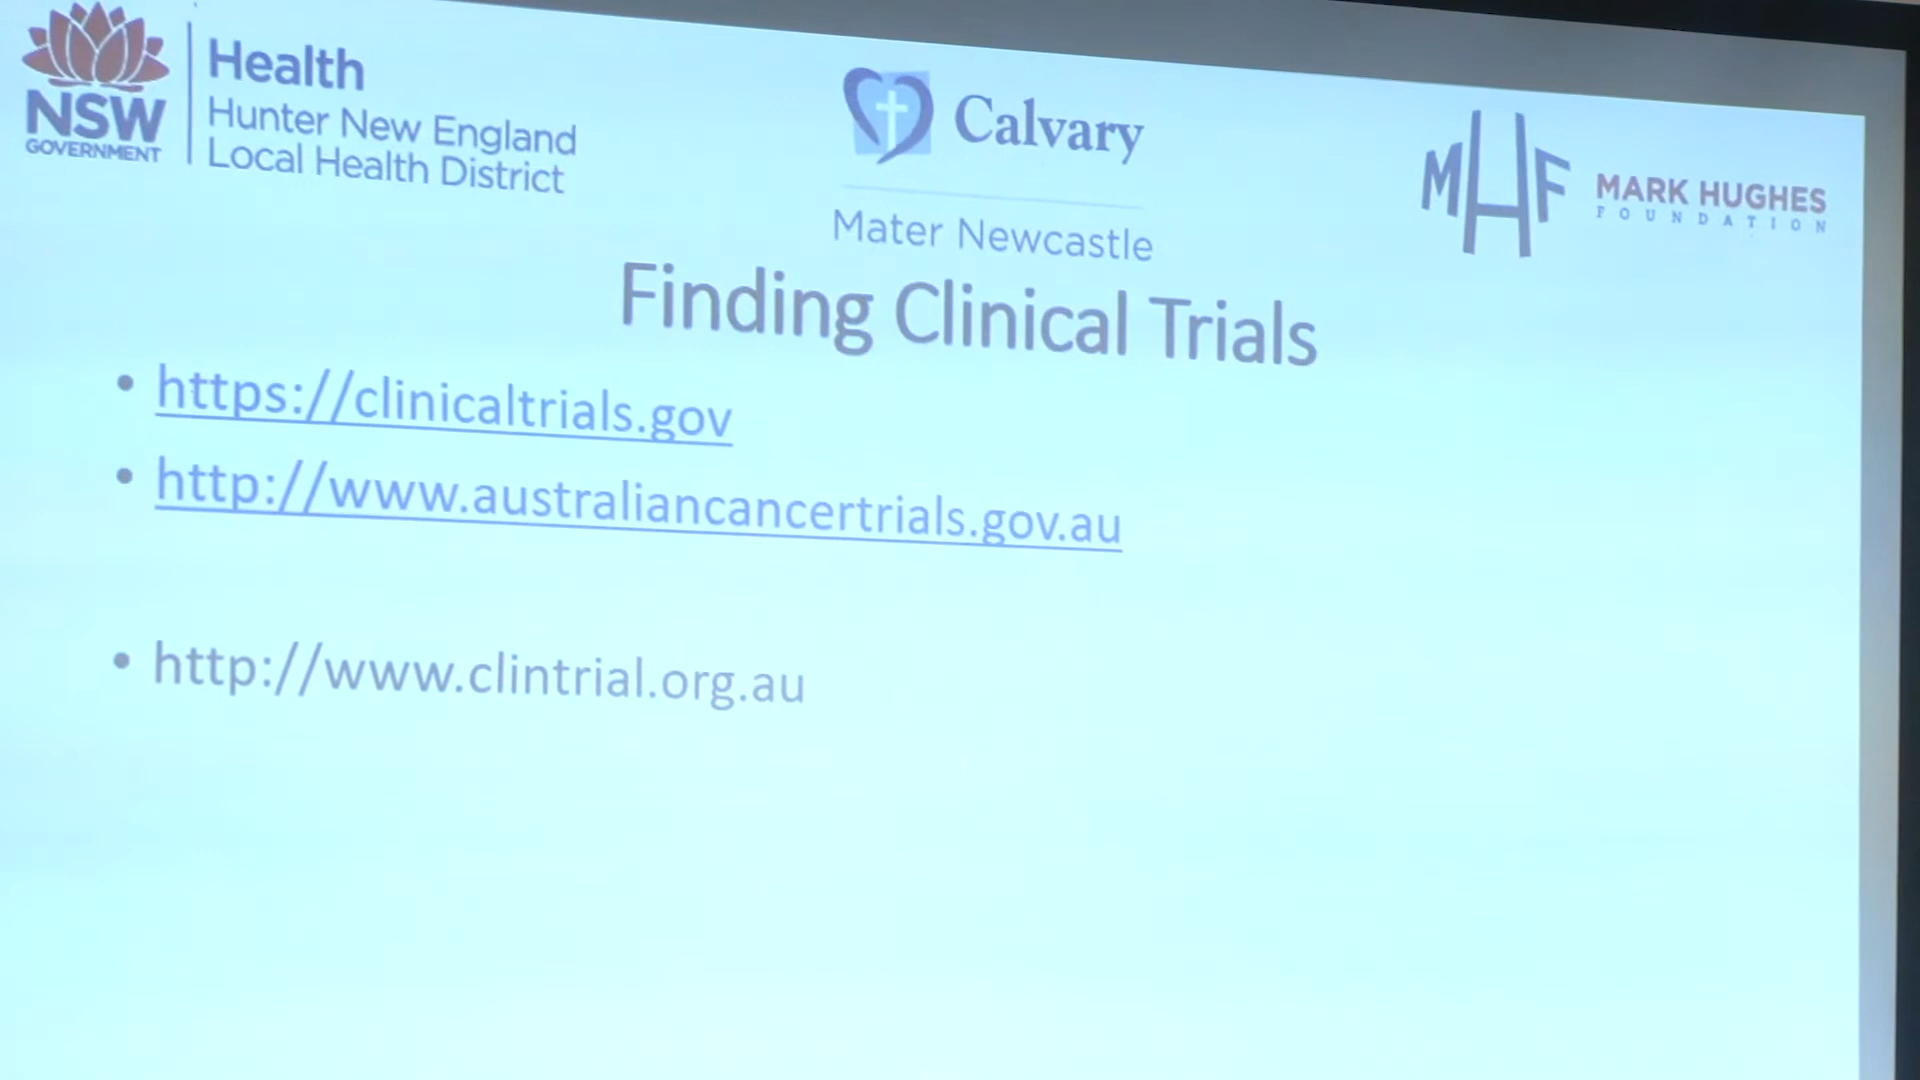 NSW
GOVERNMENT
Health
Hunter New England
Local Health District
Calvary
Mater Newcastle
MHF
MARK HUGHES
FOUNDATION
Finding Clinical Trials
• https://clinicaltrials.gov
• http://www.australiancancertrials.gov.au
• http://www.clintrial.org.au